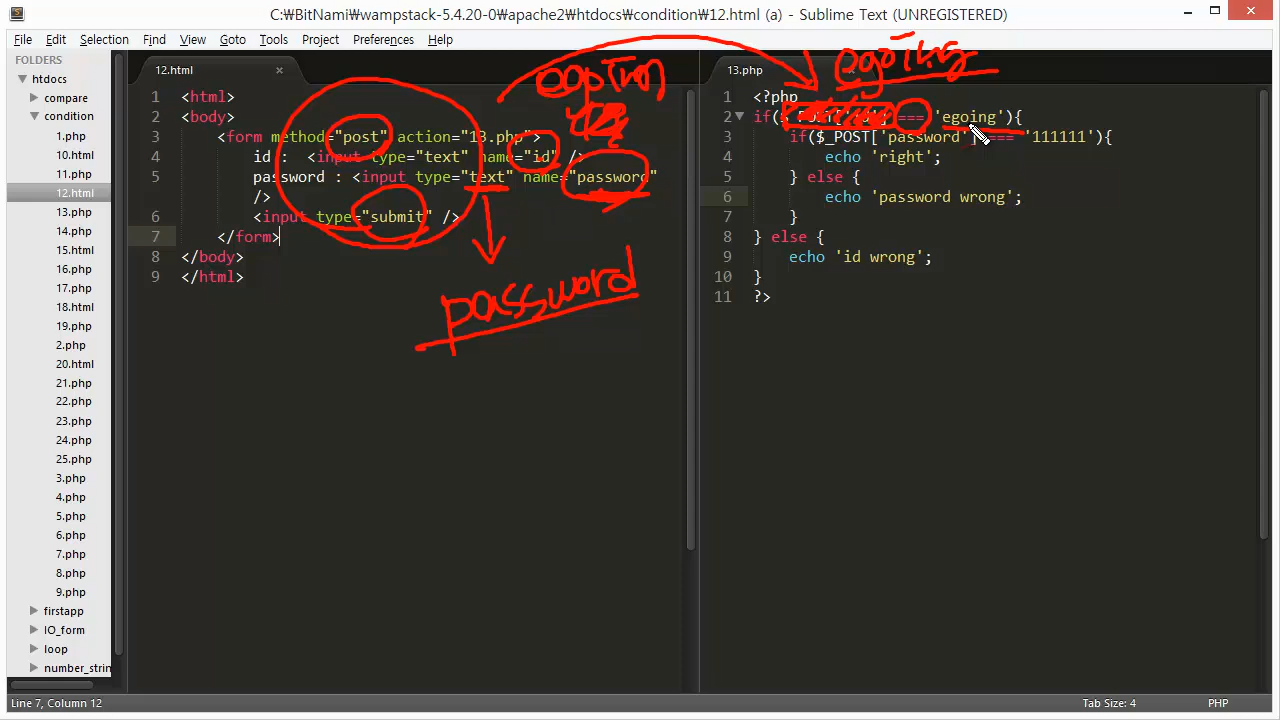 C:₩BitNami₩wampstack-5.4.20-0₩apache2₩htdocs₩condition₩12.html (a) - Sublime Text (UNREGISTERED)
File Edit Selection Find View Goto Tools Project Preferences Help
FOLDERS
htdocs
compare
condition
1.php
10.html
11.php
12.html
13.php
14.php
15.html
16.php
17.php
18.html
19.php
2.php
20.html
21.php
22.php
23.php
24.php
25.php
3.php
4.php
5.php
6.php
7.php
8.php
9.php
firstapp
IO_form
loop
number_strin
12.html
1 <html>
2 <body>
3 <form method="post" action="13.php">
4 id : <input type="text" name="id" />
5 password : <input type="text" name="password"
/>
6 <input type="submit" />
7 </form>
8 </body>
9 </html>
password
egoing
13.php
1 <?php
2 if($_POST['id'] === 'egoing'){
3 if($_POST['password'] === '111111'){
4 echo 'right';
5 } else {
6 echo 'password wrong';
7 }
8 } else {
9 echo 'id wrong';
10 }
11 ?>
Line 7, Column 12
Tab Size: 4
PHP